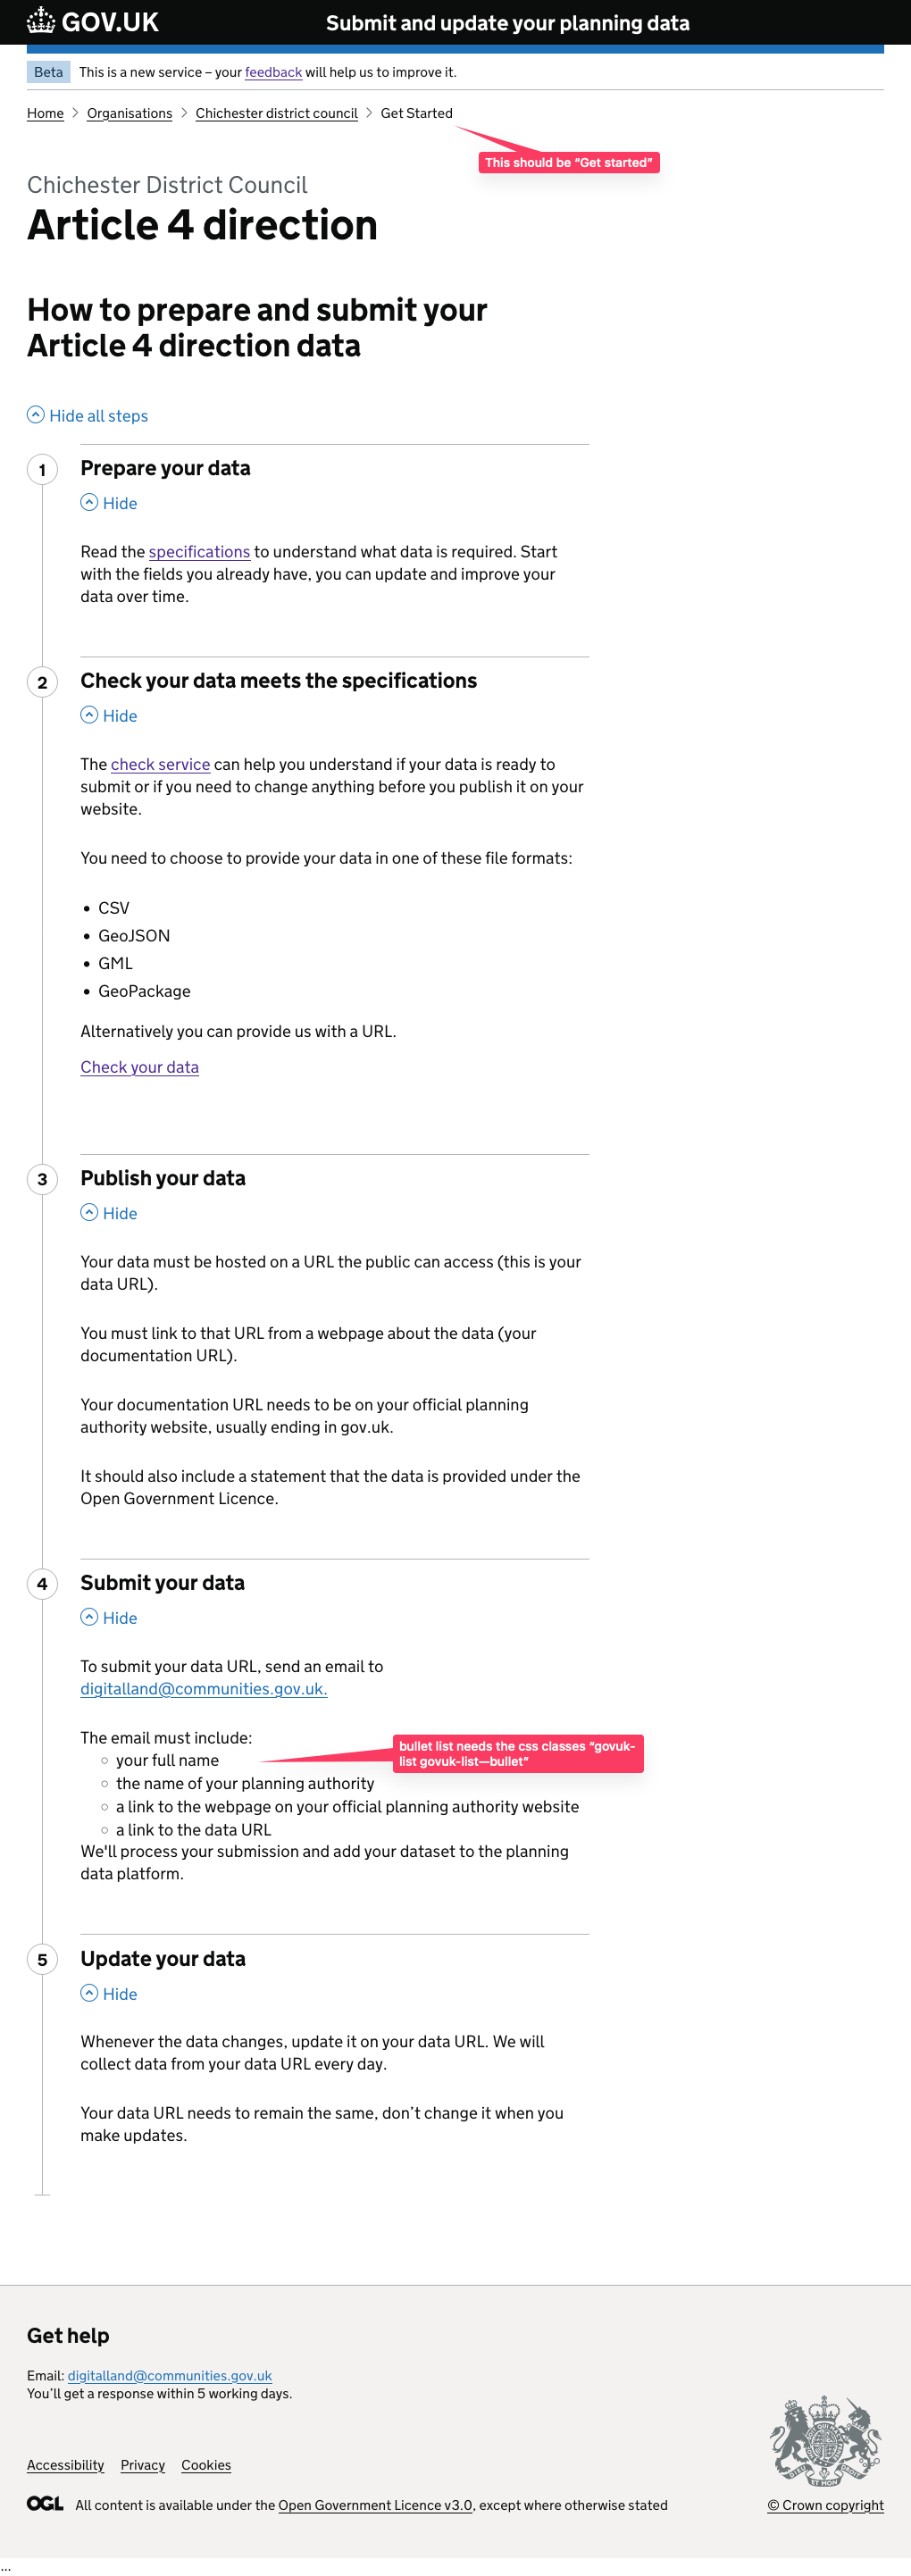 GOV.UK
Submit and update your planning data
Beta This is a new service – your feedback will help us to improve it.
Home > Organisations > Chichester district council > Get Started
This should be “Get started”
Chichester District Council
Article 4 direction
How to prepare and submit your
Article 4 direction data
Hide all steps
1 Prepare your data
Hide
Read the specifications to understand what data is required. Start
with the fields you already have, you can update and improve your
data over time.
2 Check your data meets the specifications
Hide
The check service can help you understand if your data is ready to
submit or if you need to change anything before you publish it on your
website.
You need to choose to provide your data in one of these file formats:
• CSV
• GeoJSON
• GML
• GeoPackage
Alternatively you can provide us with a URL.
Check your data
3 Publish your data
Hide
Your data must be hosted on a URL the public can access (this is your
data URL).
You must link to that URL from a webpage about the data (your
documentation URL).
Your documentation URL needs to be on your official planning
authority website, usually ending in gov.uk.
It should also include a statement that the data is provided under the
Open Government Licence.
4 Submit your data
Hide
To submit your data URL, send an email to
digitalland@communities.gov.uk.
The email must include:
bullet list needs the css classes “govuk-
list govuk-list—bullet”
◦ your full name
◦ the name of your planning authority
◦ a link to the webpage on your official planning authority website
◦ a link to the data URL
We'll process your submission and add your dataset to the planning
data platform.
5 Update your data
Hide
Whenever the data changes, update it on your data URL. We will
collect data from your data URL every day.
Your data URL needs to remain the same, don’t change it when you
make updates.
Get help
Email: digitalland@communities.gov.uk
You’ll get a response within 5 working days.
Accessibility Privacy Cookies
OGL All content is available under the Open Government Licence v3.0, except where otherwise stated
© Crown copyright
...